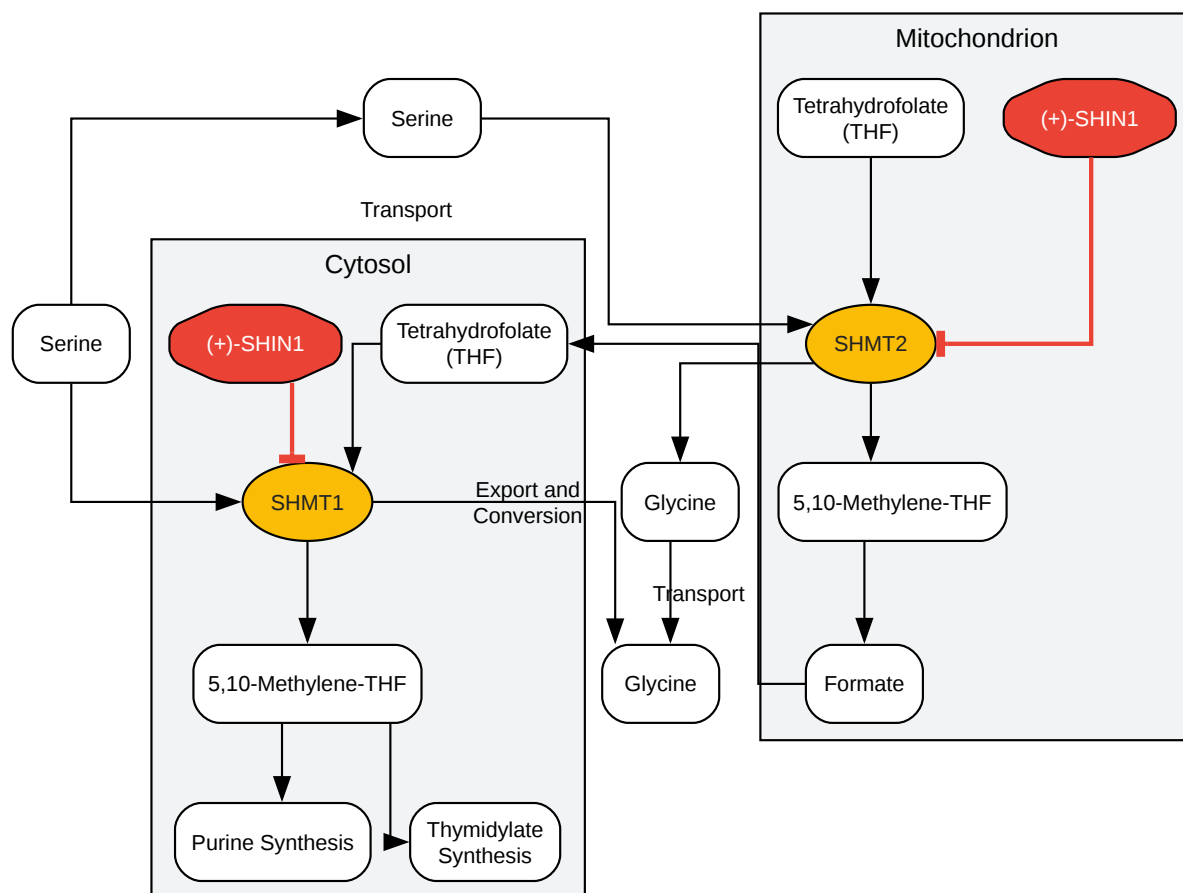 Mitochondrion
Serine
Tetrahydrofolate
(THF)
(+)-SHIN1
Transport
Cytosol
Serine
(+)-SHIN1
Tetrahydrofolate
(THF)
SHMT2
SHMT1
Export and
Conversion
Glycine
5,10-Methylene-THF
Transport
5,10-Methylene-THF
Glycine
Formate
Purine Synthesis
Thymidylate
Synthesis